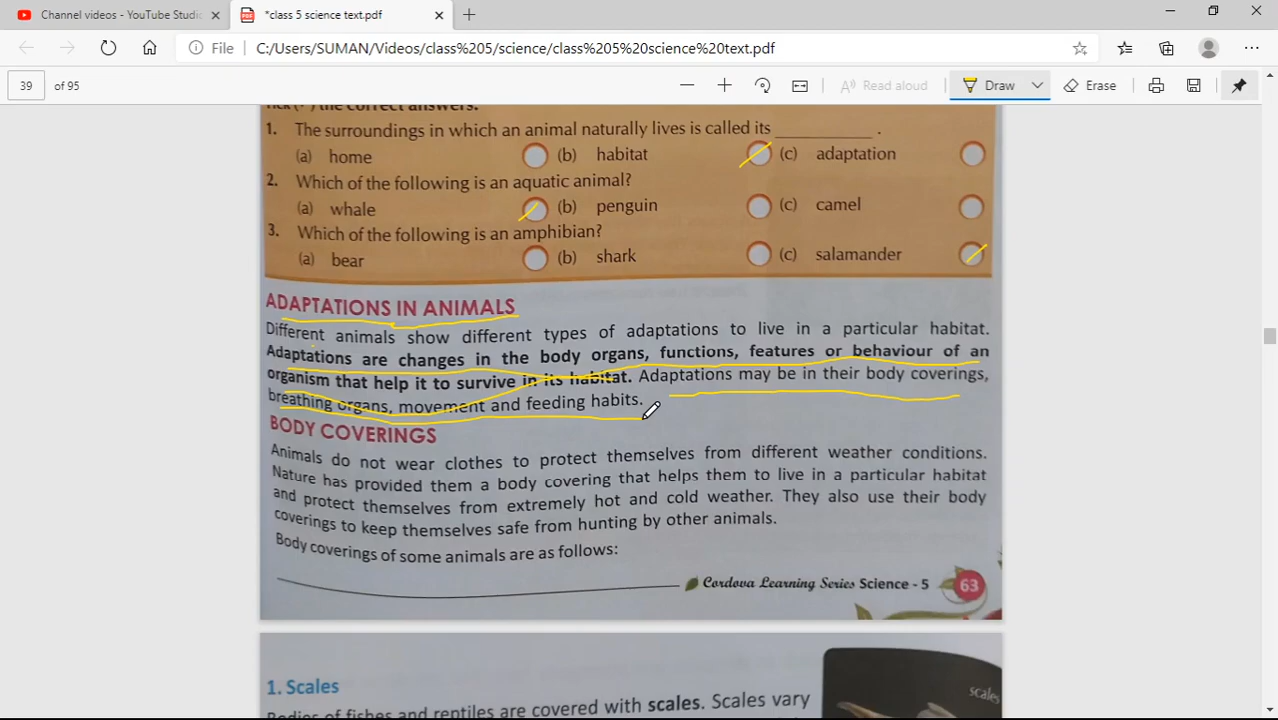 Channel videos - YouTube Studi
*class 5 science text.pdf
File C:/Users/SUMAN/Videos/class%205/science/class%205%20science%20text.pdf
39 of 95 Read aloud Draw Erase
the correct answers.
1. The surroundings in which an animal naturally lives is called its __________ .
(a) home (b) habitat (c) adaptation
2. Which of the following is an aquatic animal?
(a) whale (b) penguin (c) camel
3. Which of the following is an amphibian?
(a) bear (b) shark (c) salamander
ADAPTATIONS IN ANIMALS
Different animals show different types of adaptations to live in a particular habitat.
Adaptations are changes in the body organs, functions, features or behaviour of an
organism that help it to survive in its habitat. Adaptations may be in their body coverings,
breathing organs, movement and feeding habits.
BODY COVERINGS
Animals do not wear clothes to protect themselves from different weather conditions.
Nature has provided them a body covering that helps them to live in a particular habitat
and protect themselves from extremely hot and cold weather. They also use their body
coverings to keep themselves safe from hunting by other animals.
Body coverings of some animals are as follows:
Cordova Learning Series Science - 5 63
1. Scales
scales
Bodies of fishes and reptiles are covered with scales. Scales vary